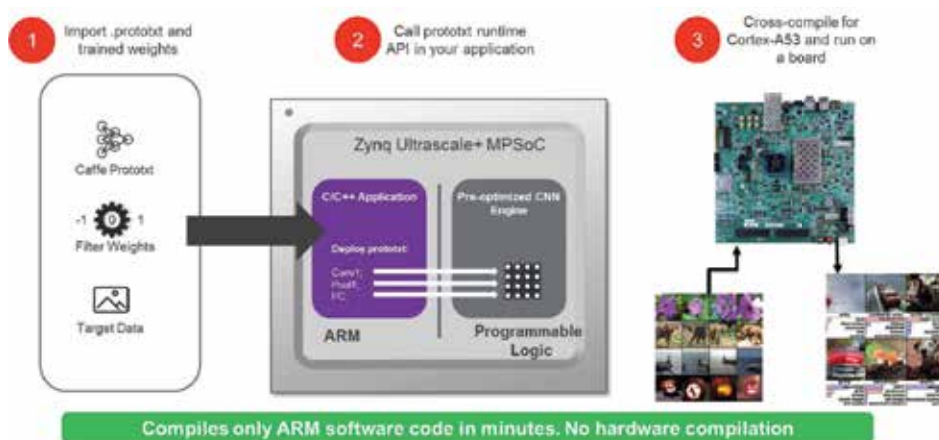 1
Import .prototxt and
trained weights
Caffe Prototxt
-1 0 1
Filter Weights
Target Data
2
Call prototxt runtime
API in your application
Zynq Ultrascale+ MPSoC
C/C++ Application
Deploy prototxt:
Conv1;
Pool1;
FC;
ARM
Pre-optimized CNN
Engine
Programmable
Logic
3
Cross-compile for
Cortex-A53 and run on
a board
Compiles only ARM software code in minutes. No hardware compilation